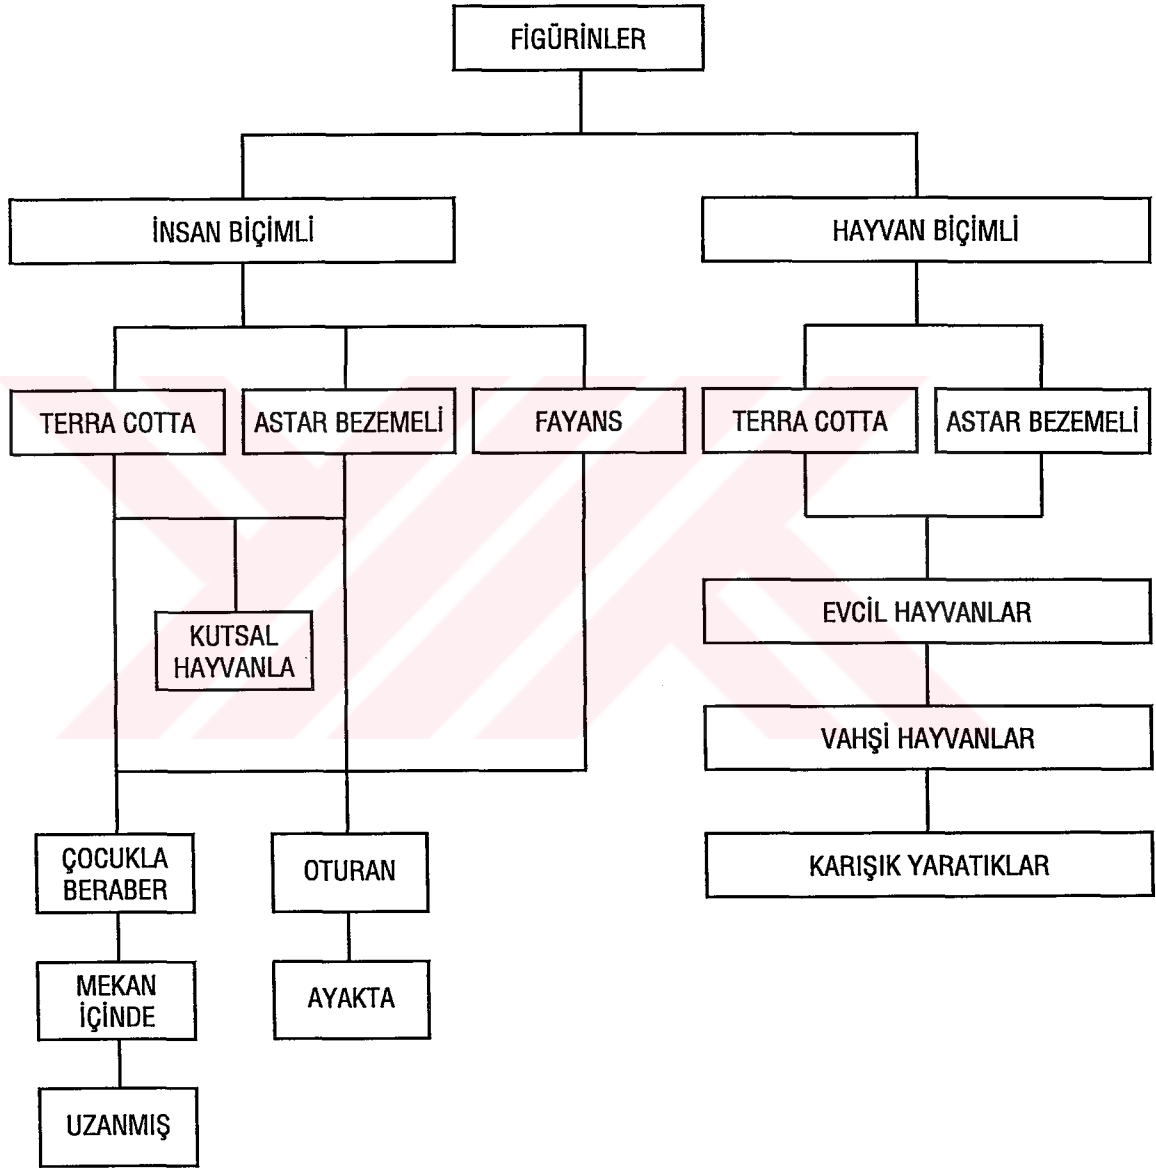 FİGÜRİNLER
İNSAN BİÇİMLİ
HAYVAN BİÇİMLİ
TERRA COTTA
ASTAR BEZEMELİ
FAYANS
TERRA COTTA
ASTAR BEZEMELİ
KUTSAL
HAYVANLA
EVCİL HAYVANLAR
VAHŞİ HAYVANLAR
ÇOCUKLA
BERABER
OTURAN
KARIŞIK YARATIKLAR
MEKAN
İÇİNDE
AYAKTA
UZANMIŞ